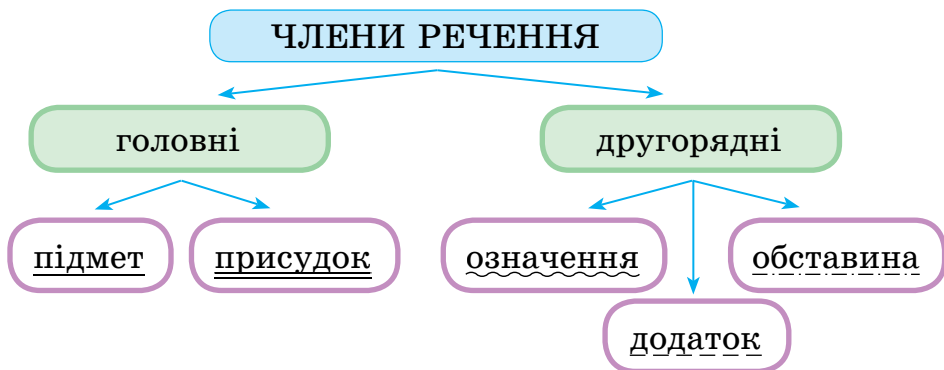 ЧЛЕНИ РЕЧЕННЯ
головні
другорядні
підмет
присудок
означення
обставина
додаток